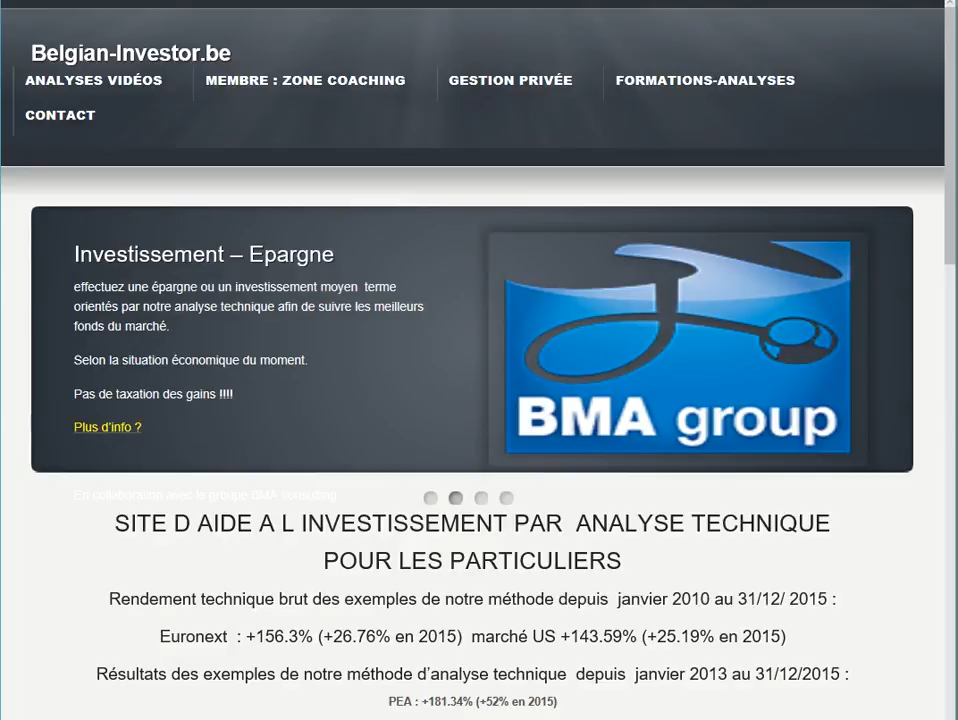 Belgian-Investor.be
ANALYSES VIDÉOS
MEMBRE : ZONE COACHING
GESTION PRIVÉE
FORMATIONS-ANALYSES
CONTACT
Investissement – Epargne
effectuez une épargne ou un investissement moyen  terme
orientés par notre analyse technique afin de suivre les meilleurs
fonds du marché.
Selon la situation économique du moment.
Pas de taxation des gains !!!!
Plus d'info ?
BMA group
En collaboration avec le groupe BMA consulting
SITE D AIDE A L INVESTISSEMENT PAR  ANALYSE TECHNIQUE
POUR LES PARTICULIERS
Rendement technique brut des exemples de notre méthode depuis  janvier 2010 au 31/12/ 2015 :
Euronext  : +156.3% (+26.76% en 2015)  marché US +143.59% (+25.19% en 2015)
Résultats des exemples de notre méthode d'analyse technique  depuis  janvier 2013 au 31/12/2015 :
PEA : +181.34% (+52% en 2015)